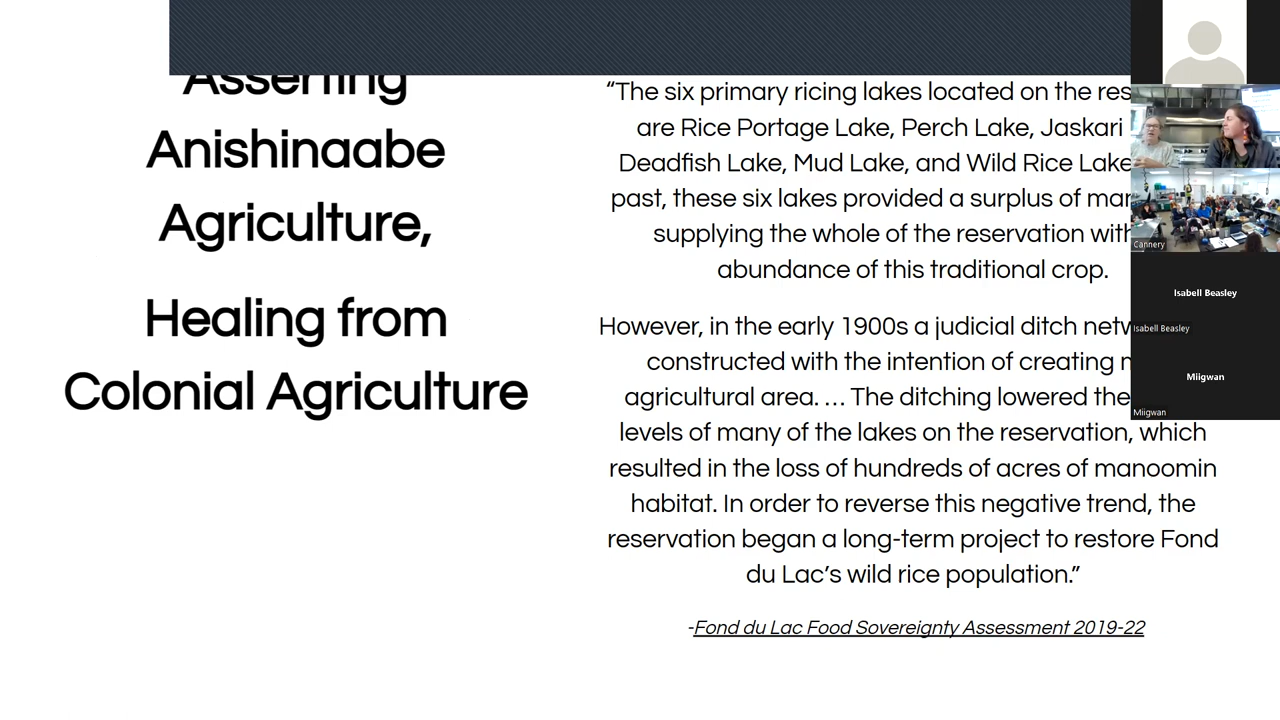 Asserting
Anishinaabe
Agriculture,
Healing from
Colonial Agriculture
“The six primary ricing lakes located on the res
are Rice Portage Lake, Perch Lake, Jaskari
Deadfish Lake, Mud Lake, and Wild Rice Lake
past, these six lakes provided a surplus of
supplying the whole of the reservation with
abundance of this traditional crop.
However, in the early 1900s a judicial ditch
constructed with the intention of creating
agricultural area. … The ditching lowered the
levels of many of the lakes on the reservation, which
resulted in the loss of hundreds of acres of manoomin
habitat. In order to reverse this negative trend, the
reservation began a long-term project to restore Fond
du Lac’s wild rice population.”
-Fond du Lac Food Sovereignty Assessment 2019-22
Cannery
Isabell Beasley
Isabell Beasley
Miigwan
Miigwan